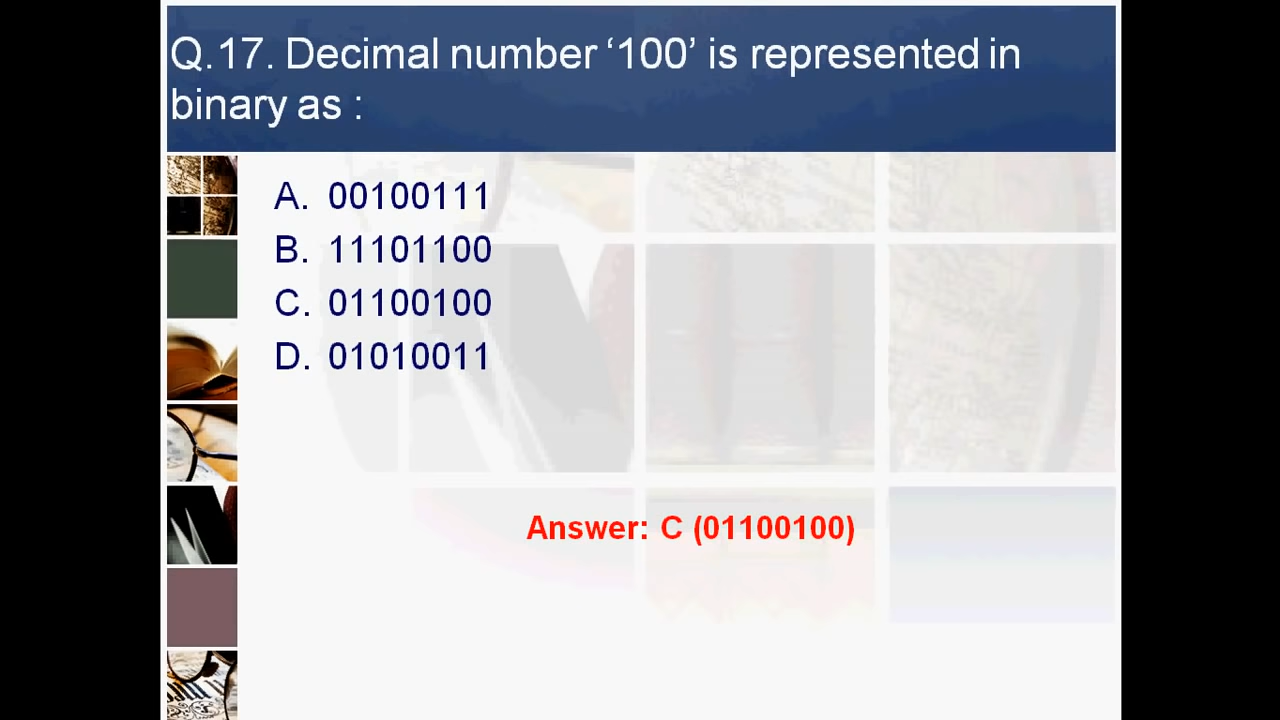 Q.17. Decimal number ‘100’ is represented in
binary as :
A. 00100111
B. 11101100
C. 01100100
D. 01010011
Answer: C (01100100)